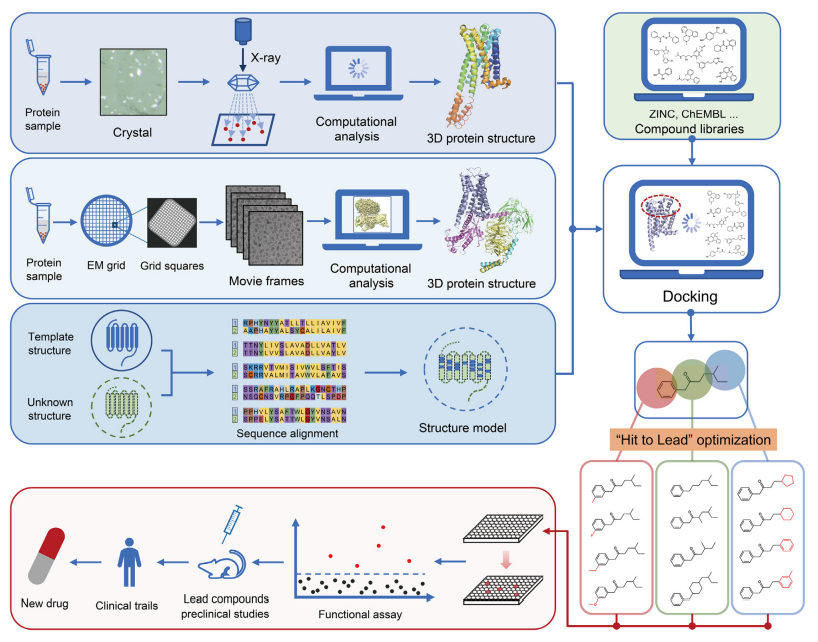 X-ray
Protein
sample
Crystal
Computational
analysis
3D protein structure
Protein
sample
EM grid
Grid squares
Movie frames
Computational
analysis
3D protein structure
Template
structure
Unknown
structure
Sequence alignment
Structure model
ZINC, ChEMBL ...
Compound libraries
Docking
“Hit to Lead” optimization
New drug
Clinical trails
Lead compounds
preclinical studies
Functional assay